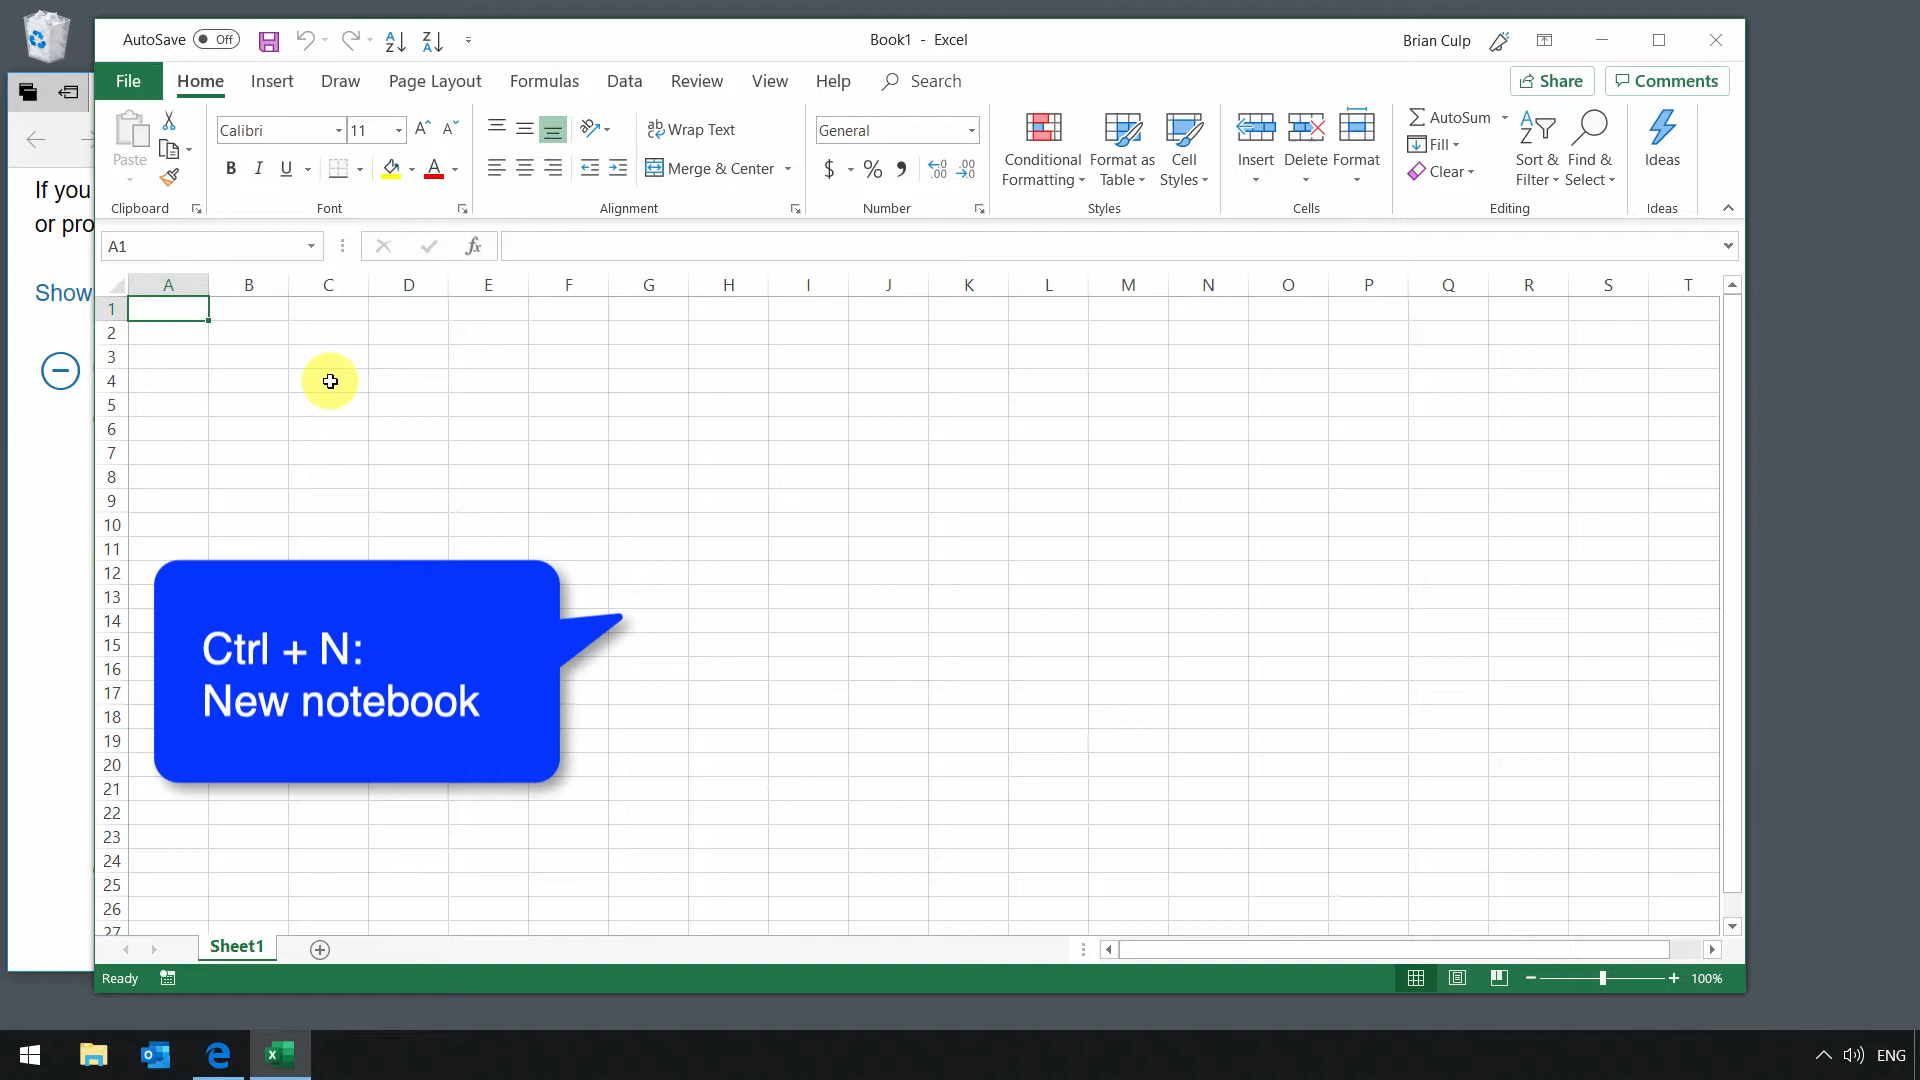 AutoSave Off
Book1 - Excel
Brian Culp
File Home Insert Draw Page Layout Formulas Data Review View Help Search
Share Comments
Paste
Clipboard
Calibri 11
B I U A
Font
ab Wrap Text
Merge & Center
Alignment
General
$ % ,
Number
Conditional
Formatting
Format as
Table
Cell
Styles
Styles
Insert Delete Format
Cells
AutoSum
Fill
Clear
Sort &
Filter
Find &
Select
Editing
Ideas
Ideas
A1
fx
A B C D E F G H I J K L M N O P Q R S T
1
2
3
4
5
6
7
8
9
10
11
12
13
14
15
16
17
18
19
20
21
22
23
24
25
26
27
If you
or pro
Show
Ctrl + N:
New notebook
Sheet1
Ready
100%
ENG